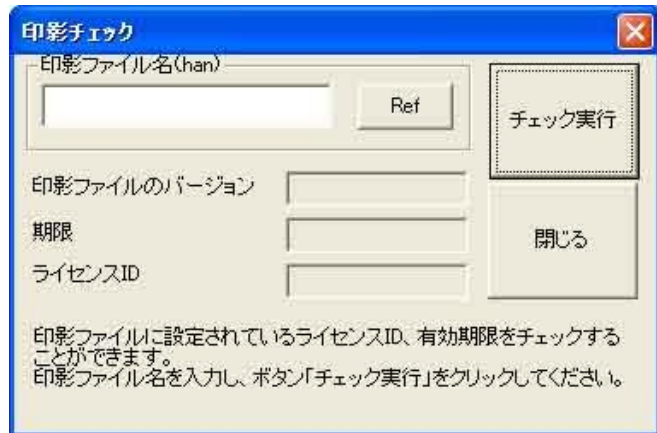 印影チェック
印影ファイル名(han)
Ref
チェック実行
印影ファイルのバージョン
期限
閉じる
ライセンスID
印影ファイルに設定されているライセンスID、有効期限をチェックする
ことができます。
印影ファイル名を入力し、ボタン「チェック実行」をクリックしてください。